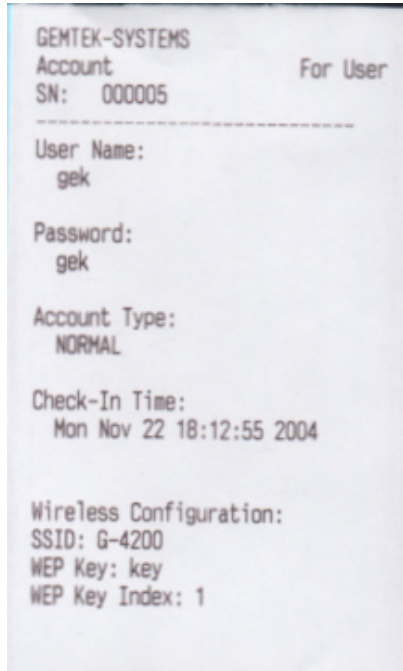 GEMTEK-SYSTEMS
Account For User
SN: 000005
------------------------------
User Name:
gek
Password:
gek
Account Type:
NORMAL
Check-In Time:
Mon Nov 22 18:12:55 2004
Wireless Configuration:
SSID: G-4200
WEP Key: key
WEP Key Index: 1